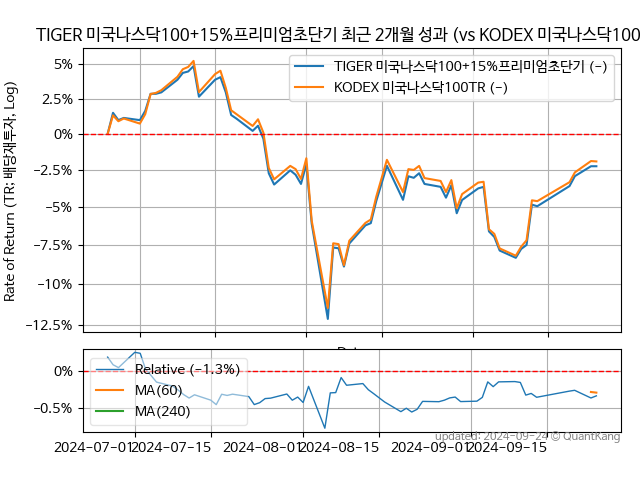 TIGER 미국나스닥100+15%프리미엄초단기 최근 2개월 성과 (vs KODEX 미국나스닥100
Rate of Return (TR: 배당재투자, Log)
5%
2.5%
0%
−2.5%
−5%
−7.5%
−10%
−12.5%
TIGER 미국나스닥100+15%프리미엄초단기 (−)
KODEX 미국나스닥100TR (−)
0%
−0.5%
Relative (−1.3%)
MA(60)
MA(240)
2024-07-01 2024-07-15 2024-08-01 2024-08-15 2024-09-01 2024-09-15
updated: 2024-09-24 © QuantKang